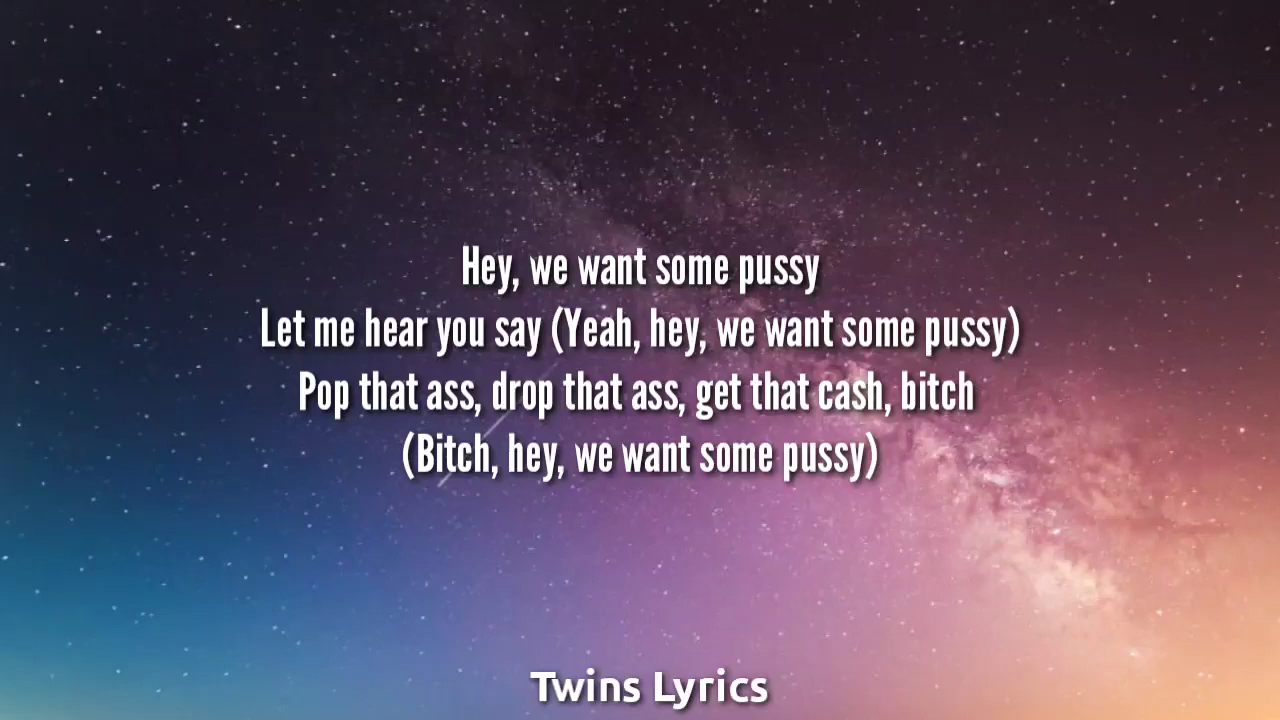 Hey, we want some pussy
Let me hear you say (Yeah, hey, we want some pussy)
Pop that ass, drop that ass, get that cash, bitch
(Bitch, hey, we want some pussy)
Twins Lyrics